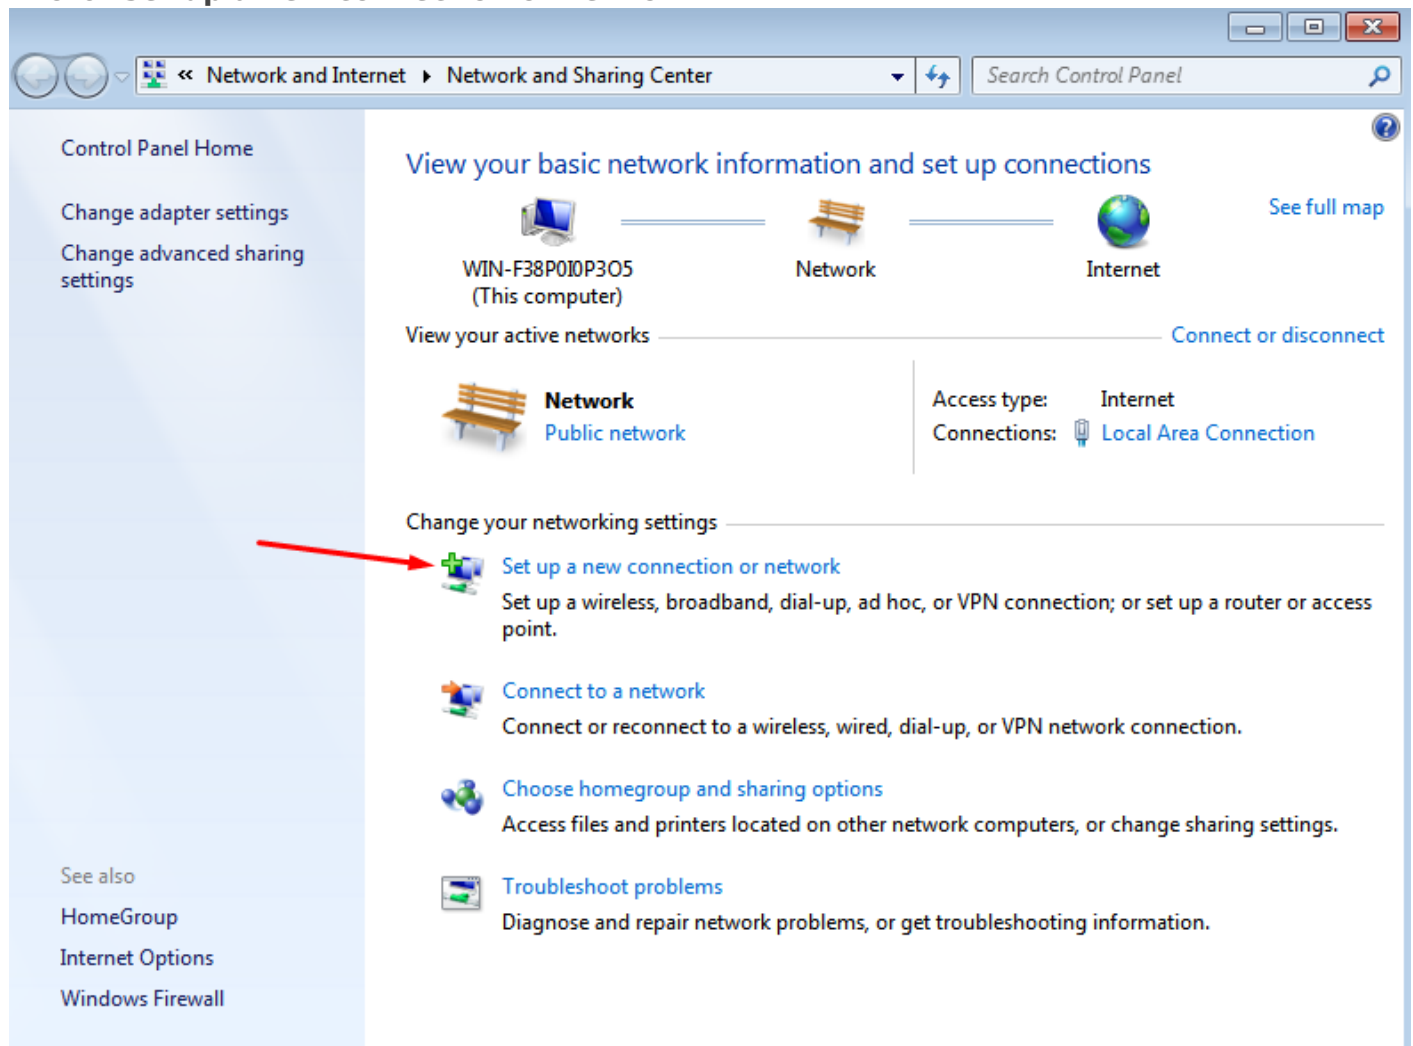 « Network and Internet ▸ Network and Sharing Center
Search Control Panel
Control Panel Home
Change adapter settings
Change advanced sharing
settings
See also
HomeGroup
Internet Options
Windows Firewall
View your basic network information and set up connections
See full map
WIN-F38P0I0P3O5
(This computer)
Network
Internet
View your active networks
Connect or disconnect
Network
Public network
Access type: Internet
Connections: Local Area Connection
Change your networking settings
Set up a new connection or network
Set up a wireless, broadband, dial-up, ad hoc, or VPN connection; or set up a router or access
point.
Connect to a network
Connect or reconnect to a wireless, wired, dial-up, or VPN network connection.
Choose homegroup and sharing options
Access files and printers located on other network computers, or change sharing settings.
Troubleshoot problems
Diagnose and repair network problems, or get troubleshooting information.